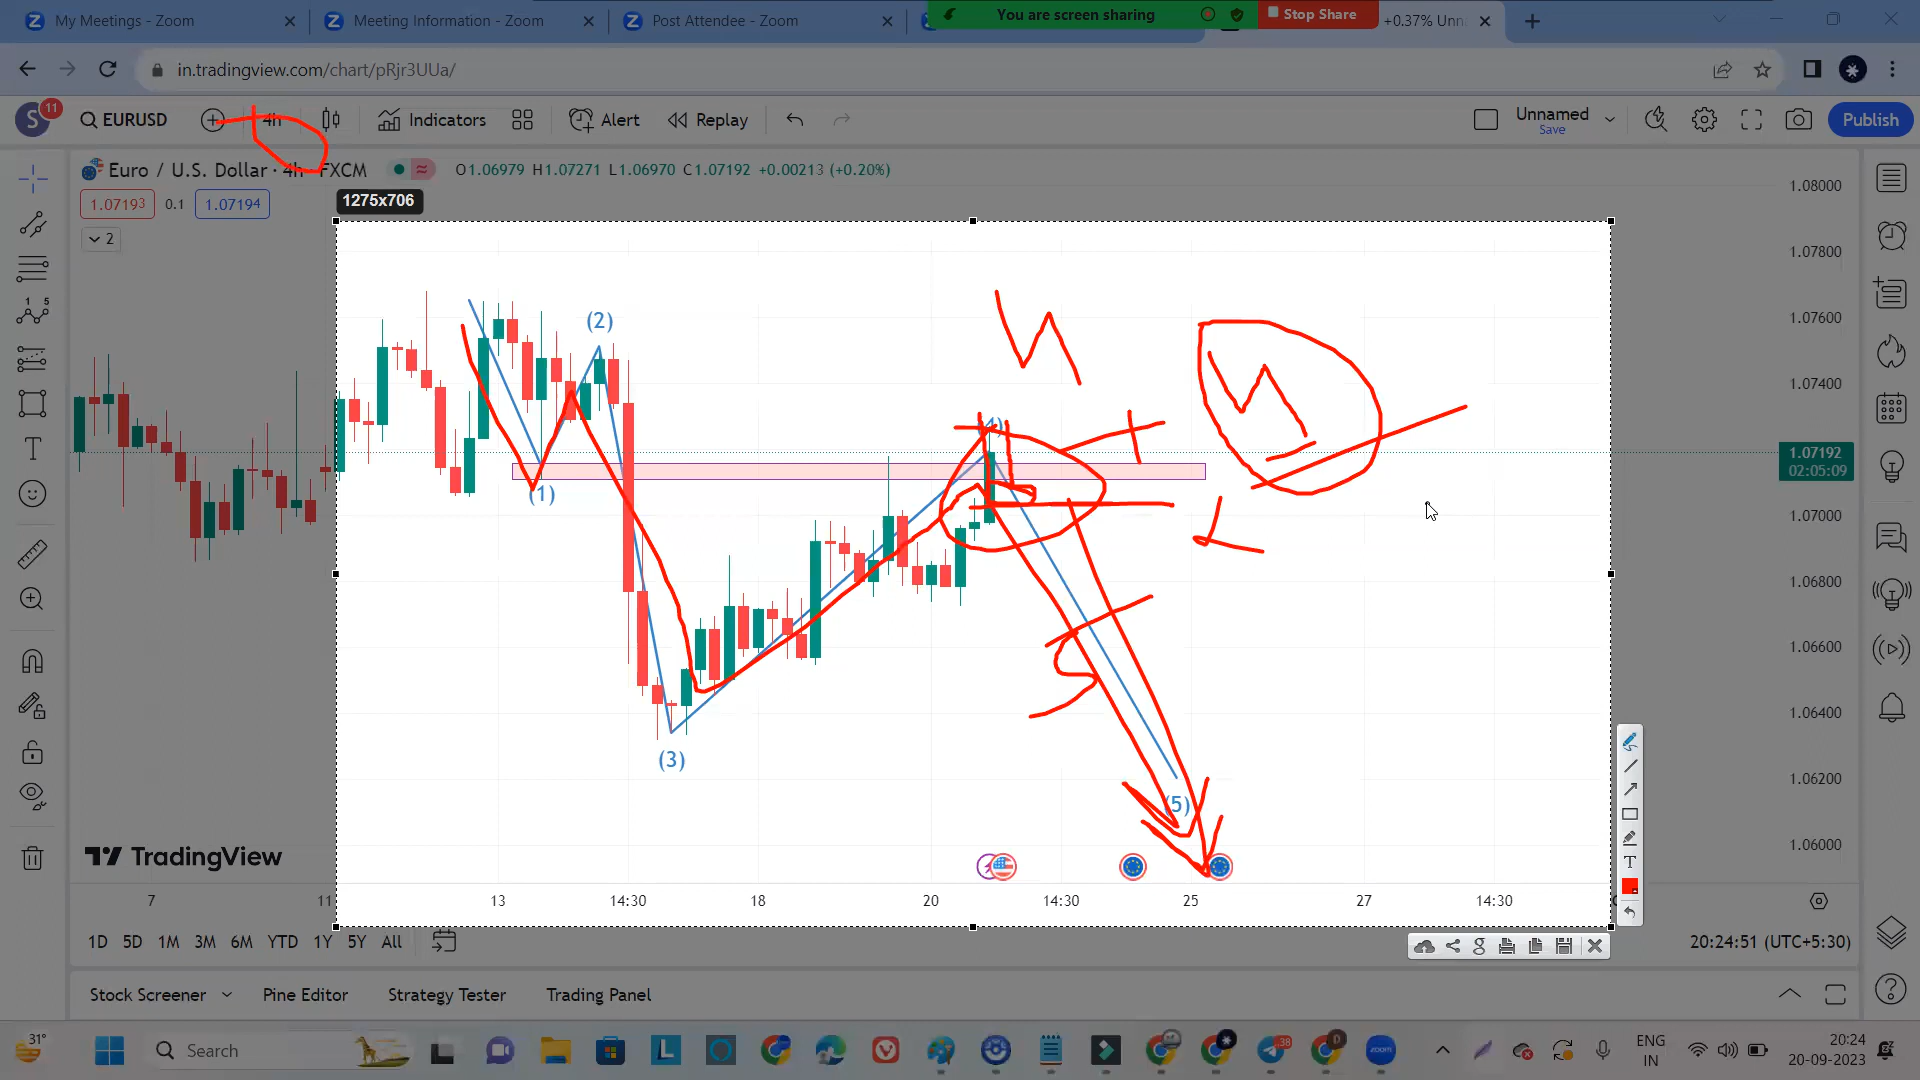 My Meetings - Zoom
Meeting Information - Zoom
Post Attendee - Zoom
You are screen sharing
Stop Share
+0.37% Unn
in.tradingview.com/chart/pRjr3UUa/
S
11
EURUSD
4h
Indicators
Alert
Replay
Unnamed
Save
Publish
Euro / U.S. Dollar · 4h · FXCM
O1.06979 H1.07271 L1.06970 C1.07192 +0.00213 (+0.20%)
1.07193
0.1
1.07194
1275x706
2
1.08000
1.07800
1.07600
1.07400
1.07192
02:05:09
1.07000
1.06800
1.06600
1.06400
1.06200
1.06000
(2)
(1)
(3)
(5)
TradingView
7
11
13
14:30
18
20
14:30
25
27
14:30
1D 5D 1M 3M 6M YTD 1Y 5Y All
20:24:51 (UTC+5:30)
Stock Screener
Pine Editor
Strategy Tester
Trading Panel
31°
Search
38
zoom
ENG
IN
20:24
20-09-2023